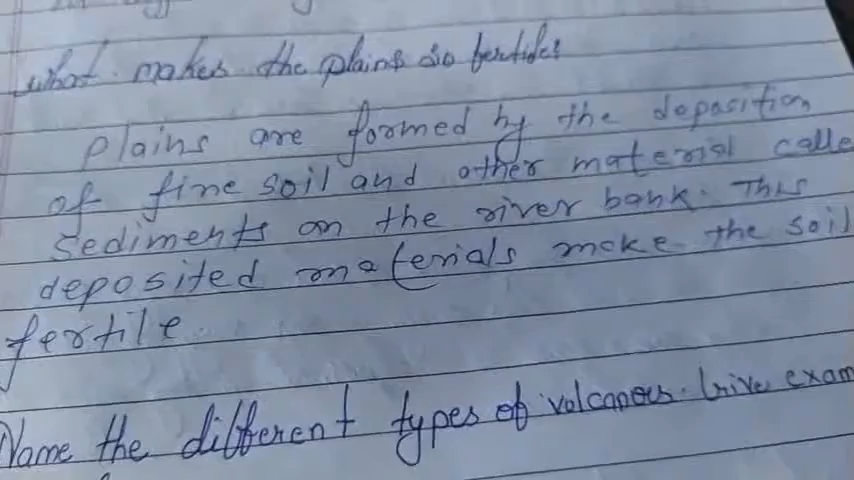 what makes the plains so fertile?
plains are formed by the deposition
of fine soil and other material calle
sediments on the river bank. This
deposited materials make the soil
fertile.
Name the different types of volcanoes. Give exam